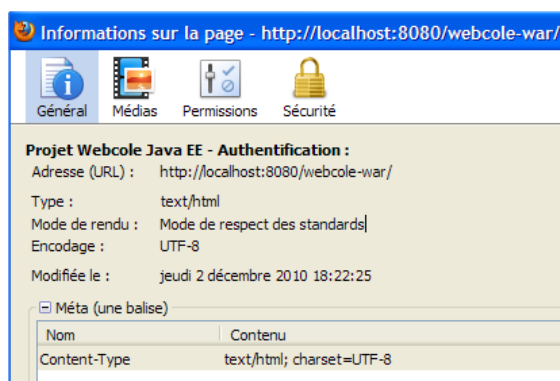 Informations sur la page - http://localhost:8080/webcole-war/
Général Médias Permissions Sécurité
Projet Webcole Java EE - Authentification :
Adresse (URL) : http://localhost:8080/webcole-war/
Type : text/html
Mode de rendu : Mode de respect des standards
Encodage : UTF-8
Modifiée le : jeudi 2 décembre 2010 18:22:25
Méta (une balise)
Nom Contenu
Content-Type text/html; charset=UTF-8